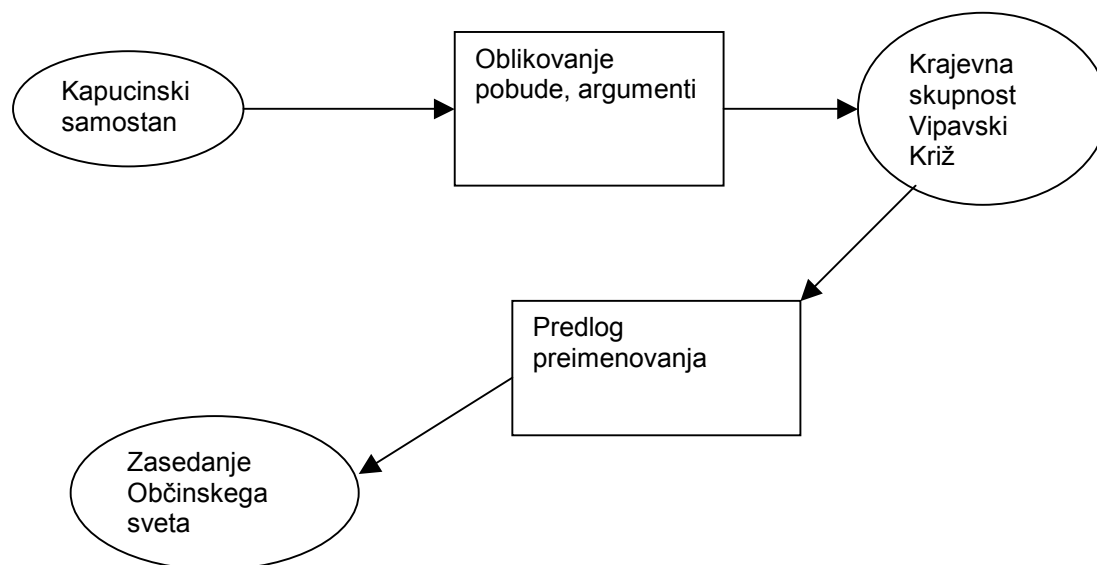 Kapucinski
samostan
Oblikovanje
pobude, argumenti
Krajevna
skupnost
Vipavski
Križ
Predlog
preimenovanja
Zasedanje
Občinskega
sveta